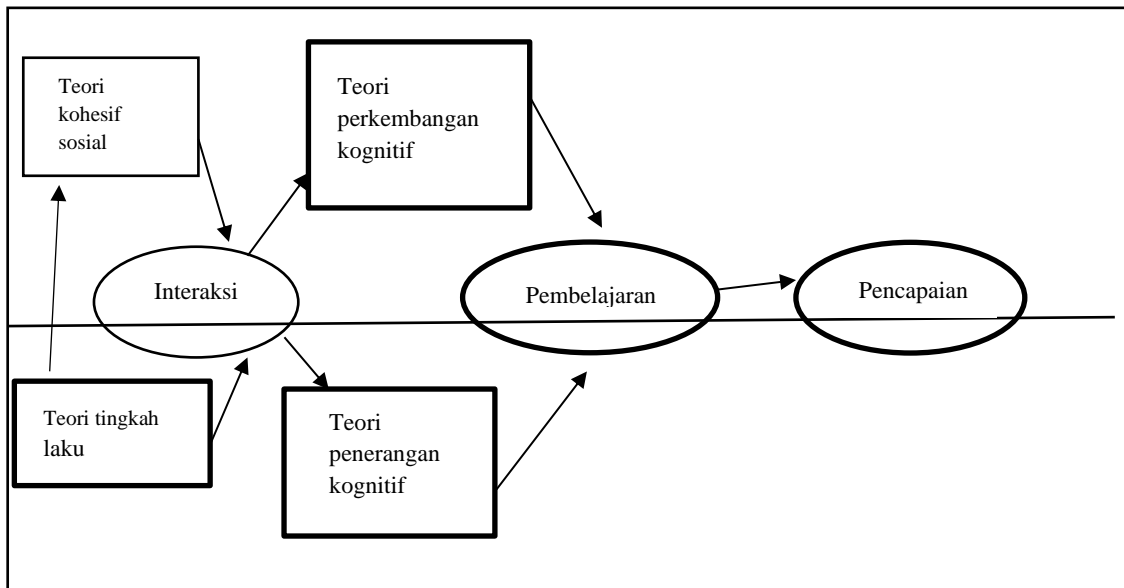 Teori
kohesif
sosial
Teori
perkembangan
kognitif
Interaksi
Pembelajaran
Pencapaian
Teori tingkah
laku
Teori
penerangan
kognitif